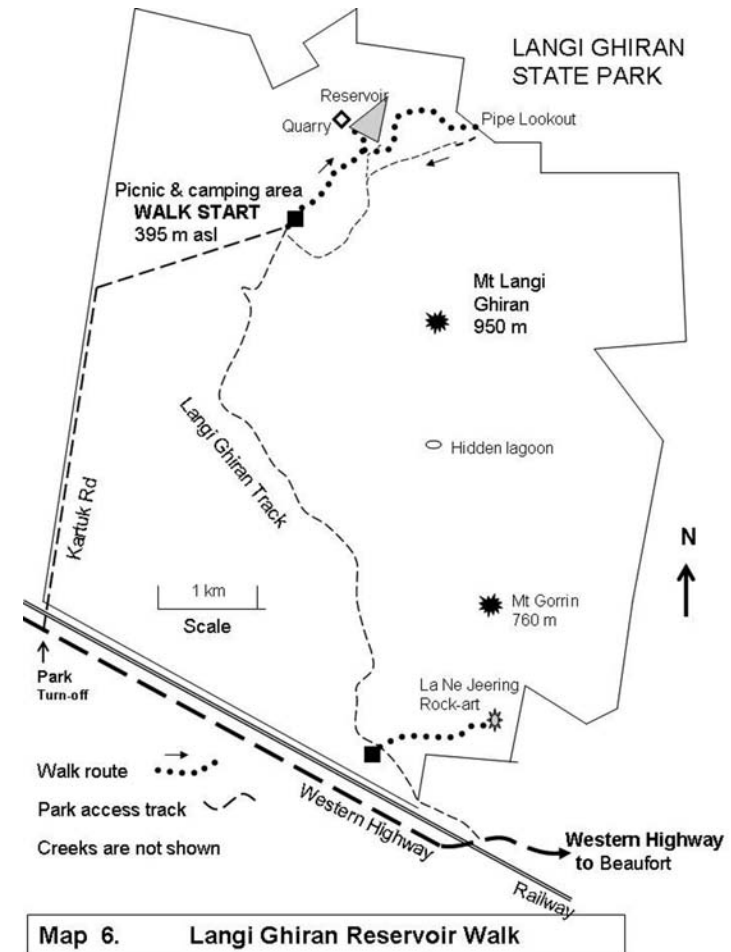 LANGI GHIRAN
STATE PARK
Reservoir
Quarry
Pipe Lookout
Picnic & camping area
WALK START
395 m asl
Mt Langi
Ghiran
950 m
Langi Ghiran Track
Hidden lagoon
Kartuk Rd
N
1 km
Scale
Mt Gorrin
760 m
Park
Turn-off
La Ne Jeering
Rock-art
Walk route
Park access track
Creeks are not shown
Western Highway
Western Highway
to Beaufort
Railway
Map 6. Langi Ghiran Reservoir Walk